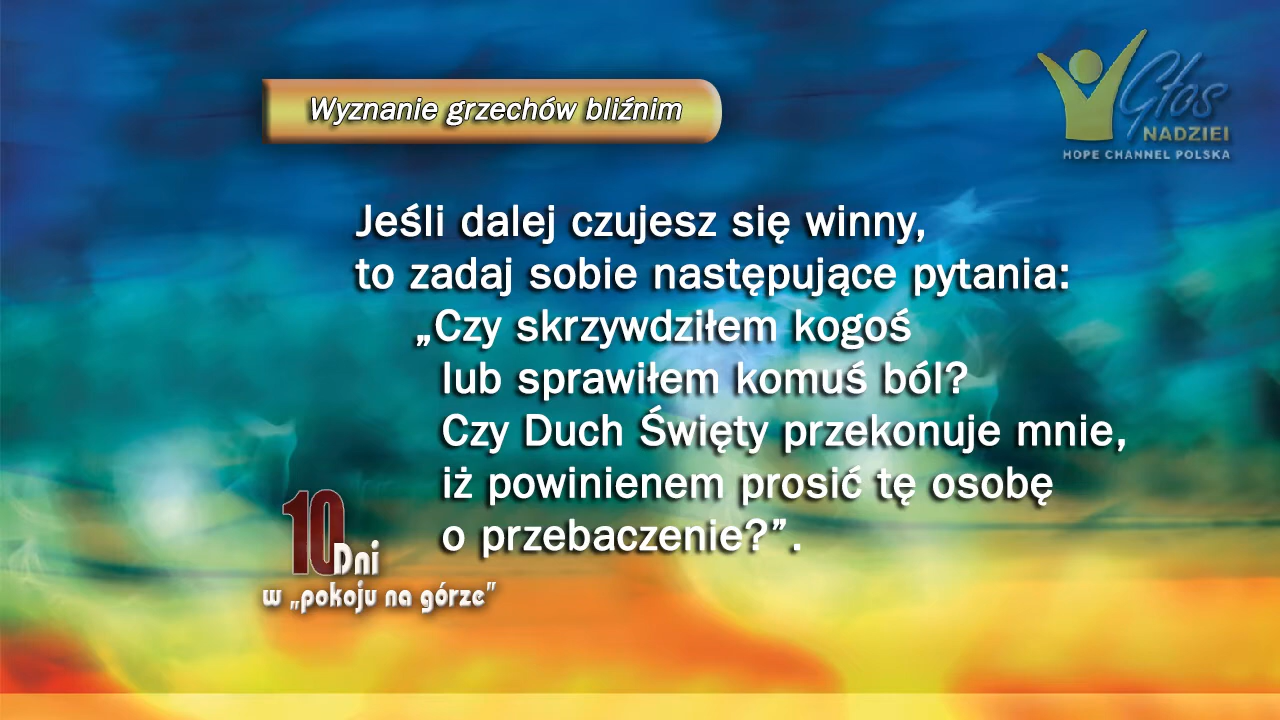 Wyznanie grzechów bliźnim
Głos
NADZIEI
HOPE CHANNEL POLSKA
Jeśli dalej czujesz się winny,
to zadaj sobie następujące pytania:
„Czy skrzywdziłem kogoś
lub sprawiłem komuś ból?
Czy Duch Święty przekonuje mnie,
iż powinienem prosić tę osobę
o przebaczenie?”.
10 Dni
w „pokoju na górze”